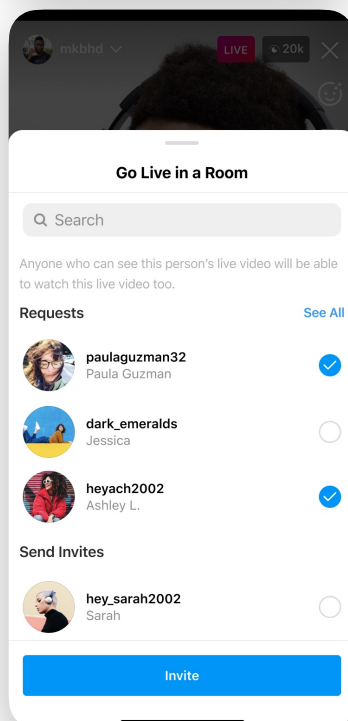 mkbhd
LIVE
20k
Go Live in a Room
Search
Anyone who can see this person's live video will be able
to watch this live video too.
Requests
See All
paulaguzman32
Paula Guzman
dark_emeralds
Jessica
heyach2002
Ashley L.
Send Invites
hey_sarah2002
Sarah
Invite